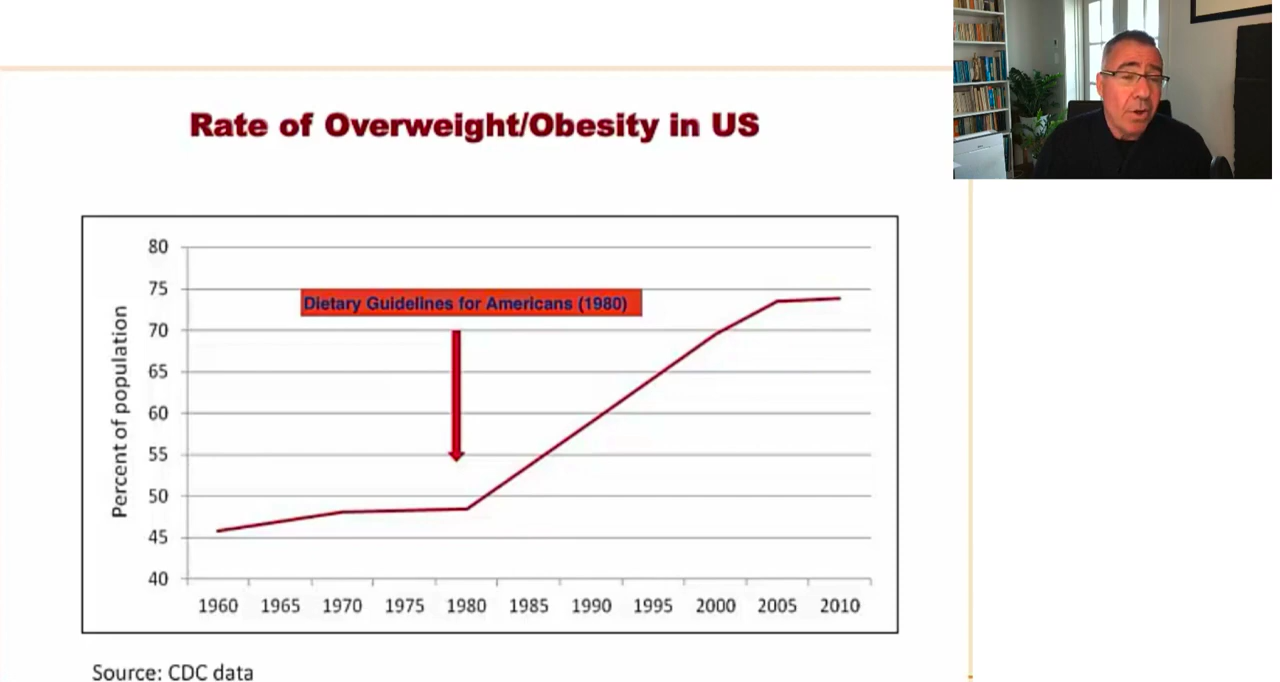 Rate of Overweight/Obesity in US
80
75
70
65
60
55
50
45
40
Percent of population
Dietary Guidelines for Americans (1980)
1960 1965 1970 1975 1980 1985 1990 1995 2000 2005 2010
Source: CDC data